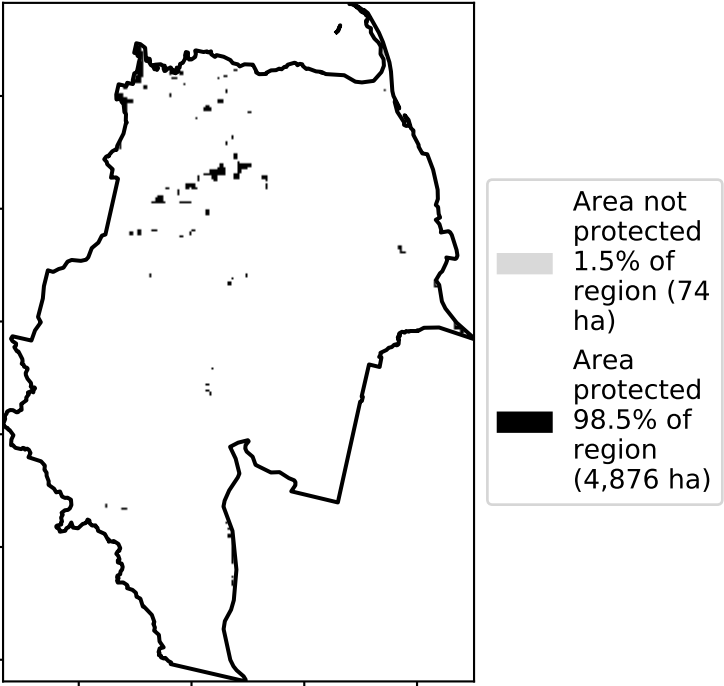 Area not
protected
1.5% of
region (74
ha)
Area
protected
98.5% of
region
(4,876 ha)